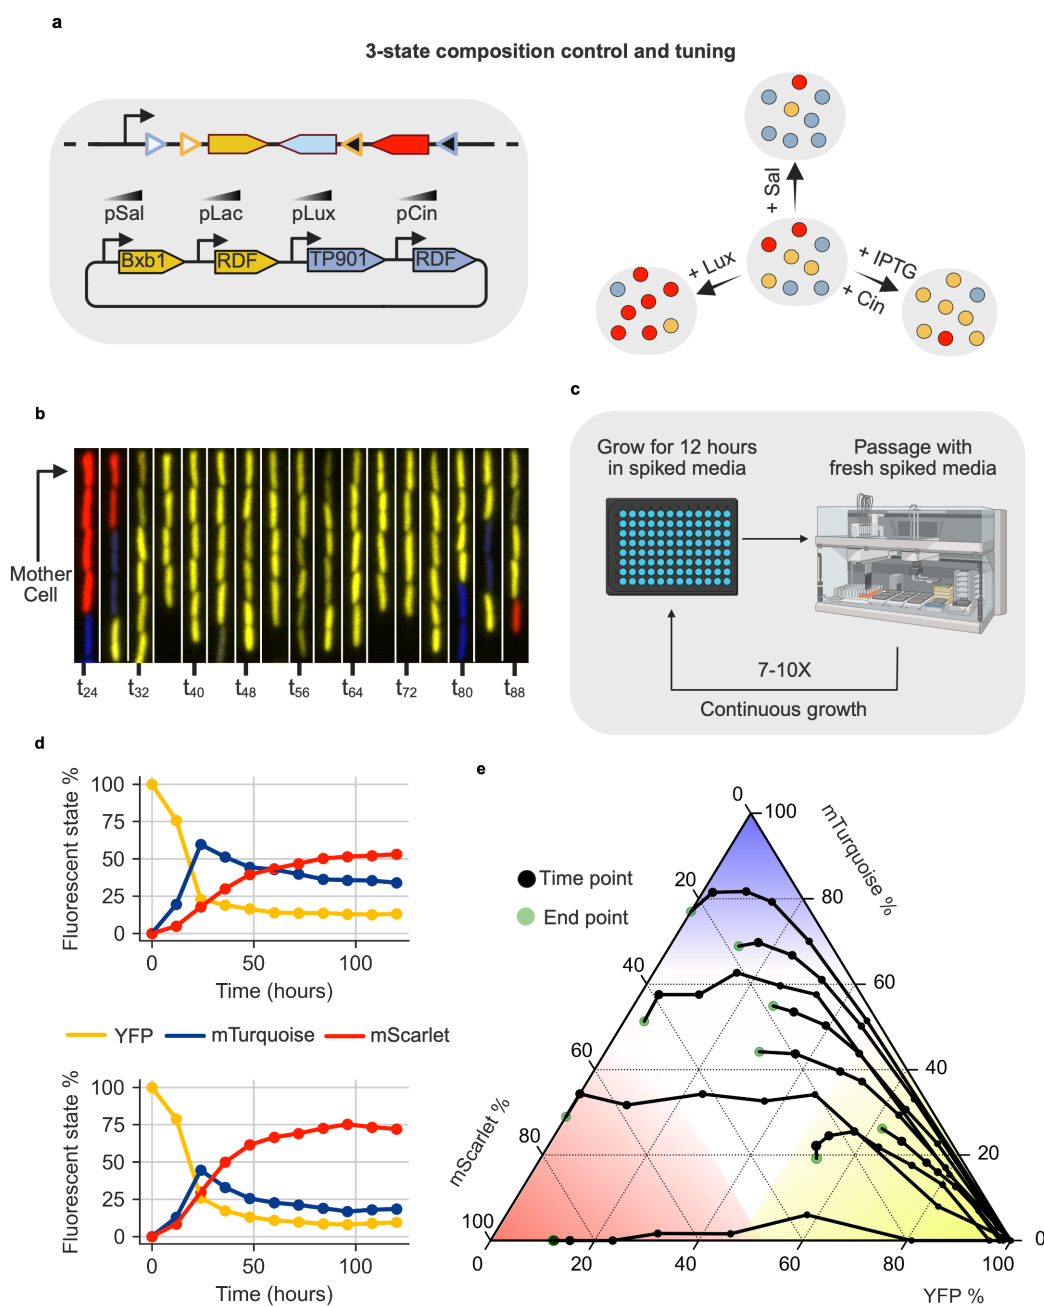 a
3-state composition control and tuning
pSal
pLac
pLux
pCin
Bxb1
RDF
TP901
RDF
+ Sal
+ Lux
+ IPTG
+ Cin
b
Mother
Cell
t24
t32
t40
t48
t56
t64
t72
t80
t88
c
Grow for 12 hours
in spiked media
Passage with
fresh spiked media
7-10X
Continuous growth
d
Fluorescent state %
100
75
50
25
0
0
50
100
Time (hours)
YFP
mTurquoise
mScarlet
Fluorescent state %
100
75
50
25
0
0
50
100
Time (hours)
e
Time point
End point
mTurquoise %
0
20
40
60
80
100
mScarlet %
100
80
60
40
20
0
0
20
40
60
80
100
YFP %